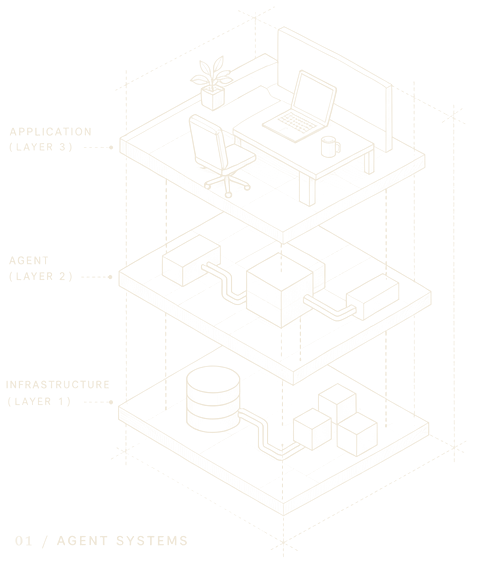 APPLICATION
(LAYER 3)
AGENT
(LAYER 2)
INFRASTRUCTURE
(LAYER 1)
01 / AGENT SYSTEMS